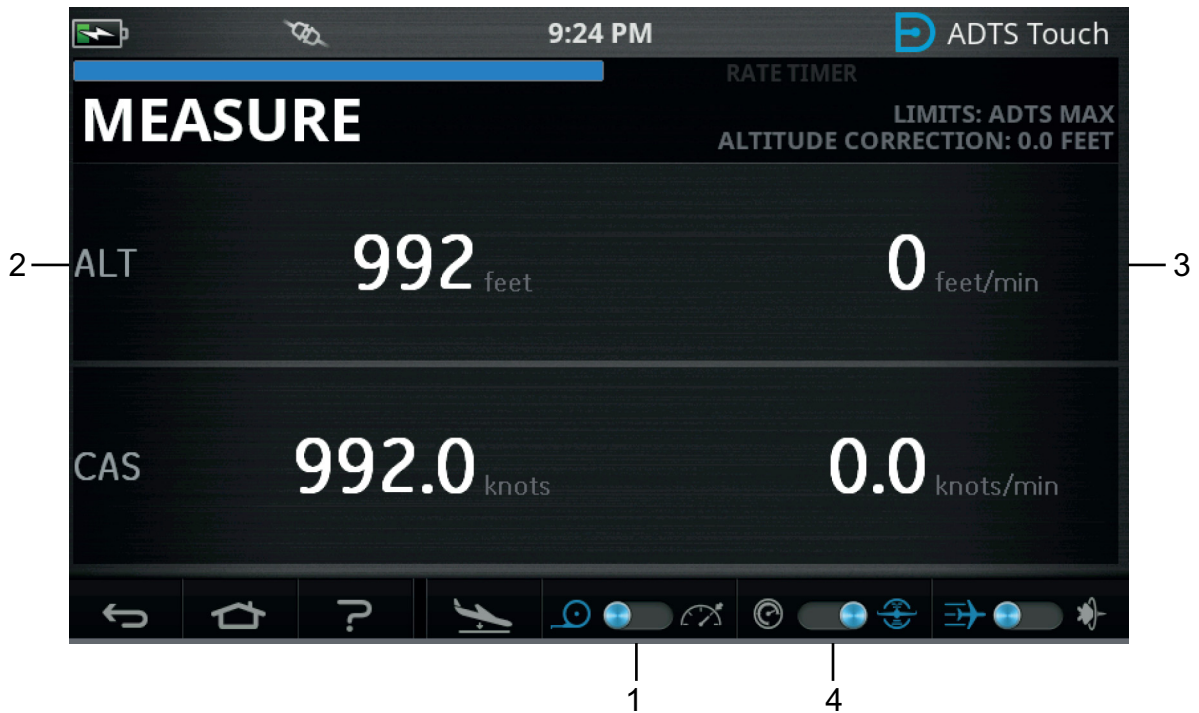 9:24 PM
ADTS Touch
RATE TIMER
MEASURE
LIMITS: ADTS MAX
ALTITUDE CORRECTION: 0.0 FEET
2
ALT
992 feet
0 feet/min
3
CAS
992.0 knots
0.0 knots/min
?
1
4